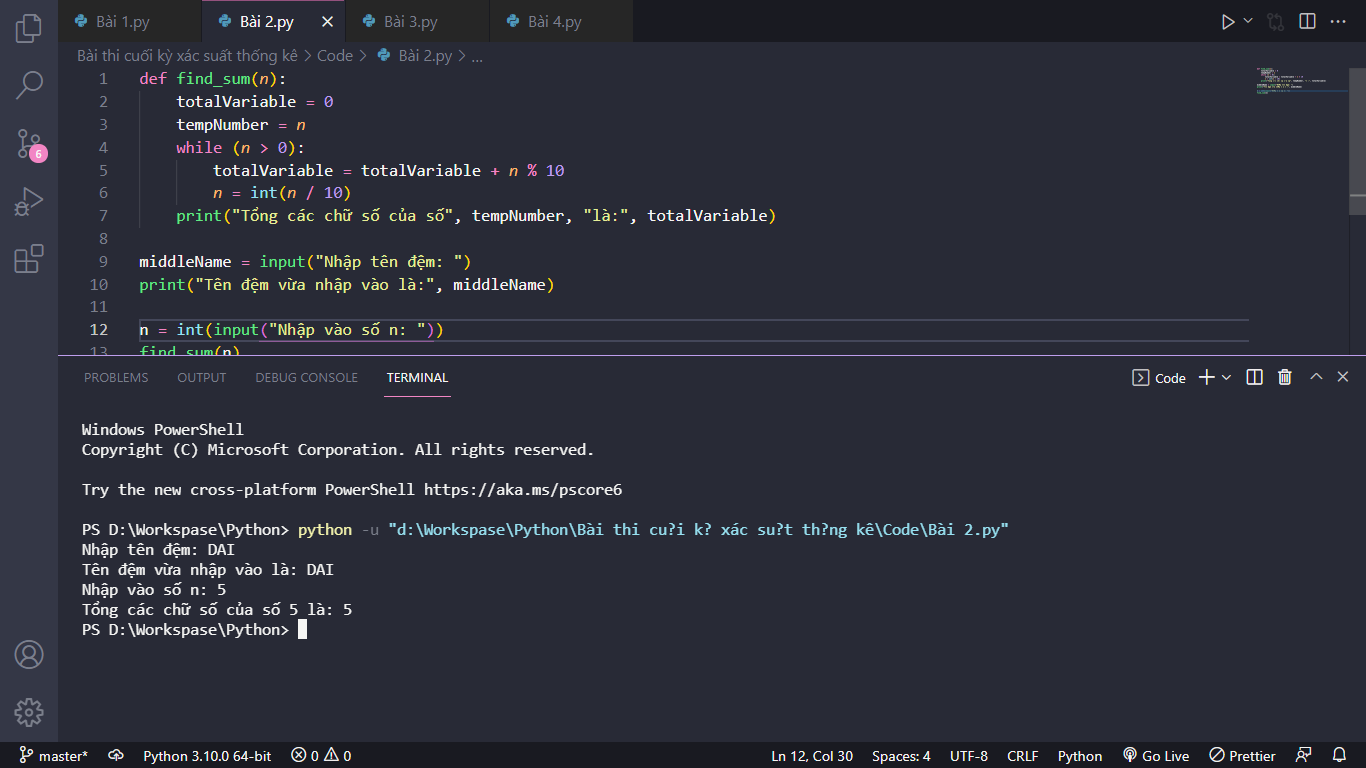 Bài 1.py Bài 2.py Bài 3.py Bài 4.py
Bài thi cuối kỳ xác suất thống kê > Code > Bài 2.py > ...
1 def find_sum(n):
2 totalVariable = 0
3 tempNumber = n
4 while (n > 0):
5 totalVariable = totalVariable + n % 10
6 n = int(n / 10)
7 print("Tổng các chữ số của số", tempNumber, "là:", totalVariable)
8
9 middleName = input("Nhập tên đệm: ")
10 print("Tên đệm vừa nhập vào là:", middleName)
11
12 n = int(input("Nhập vào số n: "))
13 find_sum(n)
6
PROBLEMS OUTPUT DEBUG CONSOLE TERMINAL Code
Windows PowerShell
Copyright (C) Microsoft Corporation. All rights reserved.
Try the new cross-platform PowerShell https://aka.ms/pscore6
PS D:\Workspase\Python> python -u "d:\Workspase\Python\Bài thi cu?i k? xác su?t th?ng kê\Code\Bài 2.py"
Nhập tên đệm: DAI
Tên đệm vừa nhập vào là: DAI
Nhập vào số n: 5
Tổng các chữ số của số 5 là: 5
PS D:\Workspase\Python>
master* Python 3.10.0 64-bit 0 0 Ln 12, Col 30 Spaces: 4 UTF-8 CRLF Python Go Live Prettier